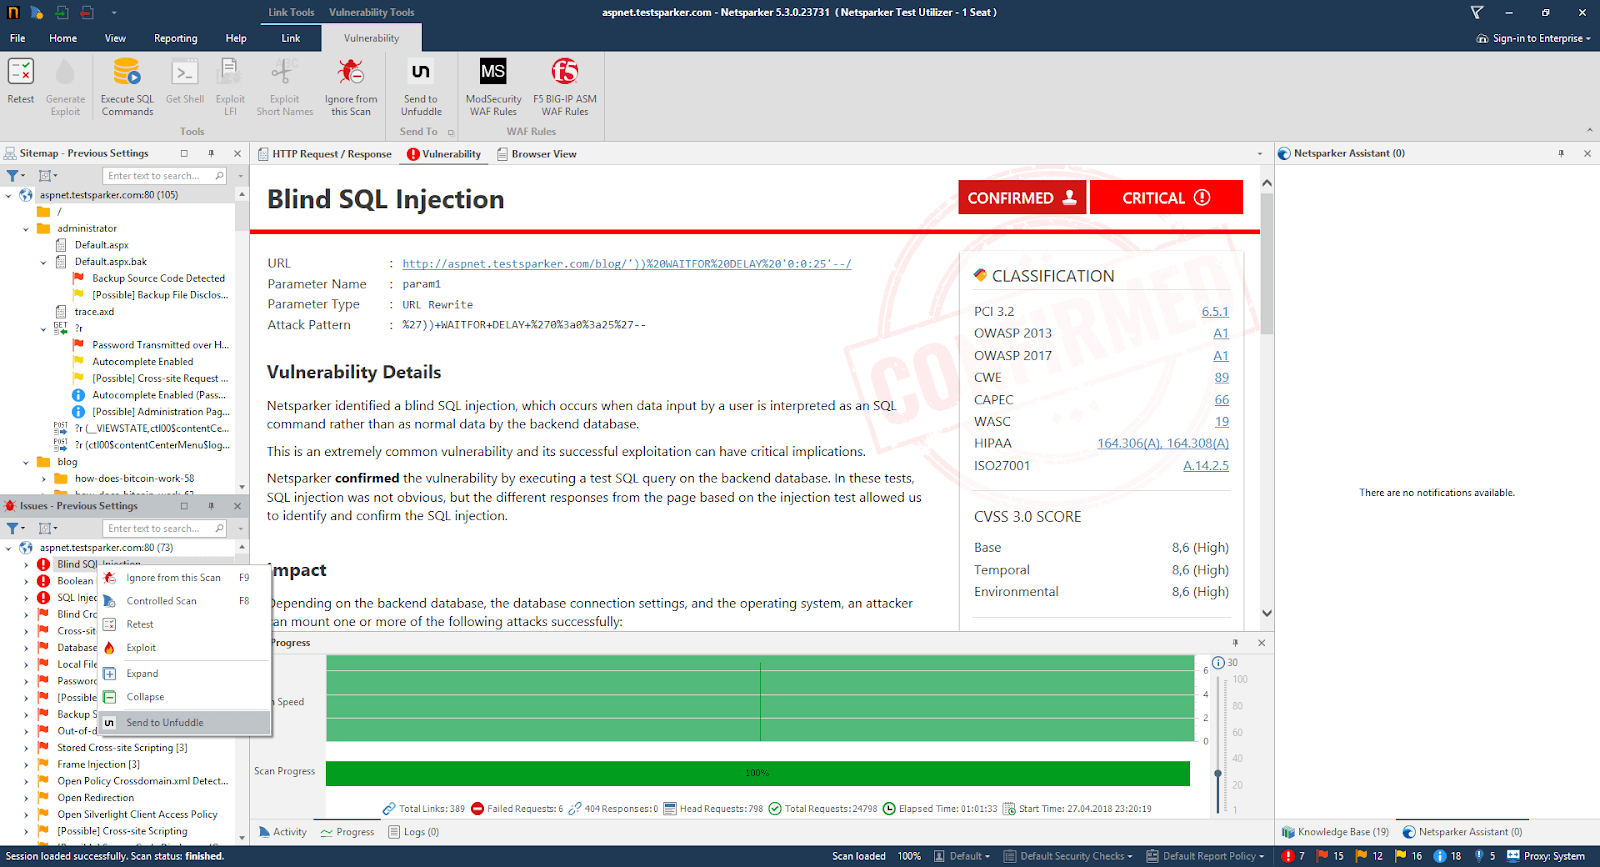 Link Tools Vulnerability Tools
aspnet.testsparker.com - Netsparker 5.3.0.23731 ( Netsparker Test Utilizer - 1 Seat )
File Home View Reporting Help Link Vulnerability
Sign-in to Enterprise
Retest
Generate Exploit
Execute SQL Commands
Get Shell
Exploit LFI
Exploit Short Names
Ignore from this Scan
Send to Unfuddle
ModSecurity WAF Rules
F5 BIG-IP ASM WAF Rules
Tools
Send To
WAF Rules
Sitemap - Previous Settings
Enter text to search...
aspnet.testsparker.com:80 (105)
/
administrator
Default.aspx
Default.aspx.bak
Backup Source Code Detected
[Possible] Backup File Disclos...
trace.axd
GET ?r
Password Transmitted over H...
Autocomplete Enabled
[Possible] Cross-site Request ...
Autocomplete Enabled (Pass...
[Possible] Administration Pag...
POST ?r (__VIEWSTATE,ctl00$contentCe...
POST ?r (ctl00$contentCenterMenu$log...
blog
how-does-bitcoin-work-58
Issues - Previous Settings
Enter text to search...
aspnet.testsparker.com:80 (73)
Blind SQL Injection
Boolean
SQL Injec
Blind Cro
Cross-sit
Database
Local File
Password
[Possible
Backup S
Out-of-d
Stored Cross-site Scripting [3]
Frame Injection [3]
Open Policy Crossdomain.xml Detect...
Open Redirection
Open Silverlight Client Access Policy
[Possible] Cross-site Scripting
Ignore from this Scan F9
Controlled Scan F8
Retest
Exploit
Expand
Collapse
Send to Unfuddle
HTTP Request / Response Vulnerability Browser View
Blind SQL Injection
CONFIRMED
CRITICAL
URL : http://aspnet.testsparker.com/blog/'))%20WAITFOR%20DELAY%20'0:0:25'--/
Parameter Name : param1
Parameter Type : URL Rewrite
Attack Pattern : %27))+WAITFOR+DELAY+%270%3a0%3a25%27--
Vulnerability Details
Netsparker identified a blind SQL injection, which occurs when data input by a user is interpreted as an SQL
command rather than as normal data by the backend database.
This is an extremely common vulnerability and its successful exploitation can have critical implications.
Netsparker confirmed the vulnerability by executing a test SQL query on the backend database. In these tests,
SQL injection was not obvious, but the different responses from the page based on the injection test allowed us
to identify and confirm the SQL injection.
Impact
Depending on the backend database, the database connection settings, and the operating system, an attacker
can mount one or more of the following attacks successfully:
CONFIRMED
CLASSIFICATION
PCI 3.2 6.5.1
OWASP 2013 A1
OWASP 2017 A1
CWE 89
CAPEC 66
WASC 19
HIPAA 164.306(A), 164.308(A)
ISO27001 A.14.2.5
CVSS 3.0 SCORE
Base 8,6 (High)
Temporal 8,6 (High)
Environmental 8,6 (High)
Progress
Speed
6
4
2
0
30
100
80
60
40
20
1
Scan Progress
100%
Total Links: 389 Failed Requests: 6 404 Responses: 0 Head Requests: 798 Total Requests: 24798 Elapsed Time: 01:01:33 Start Time: 27.04.2018 23:20:19
Activity Progress Logs (0)
Netsparker Assistant (0)
There are no notifications available.
Knowledge Base (19) Netsparker Assistant (0)
Session loaded successfully. Scan status: finished.
Scan loaded 100% Default Default Security Checks Default Report Policy 7 15 12 16 18 5 Proxy: System